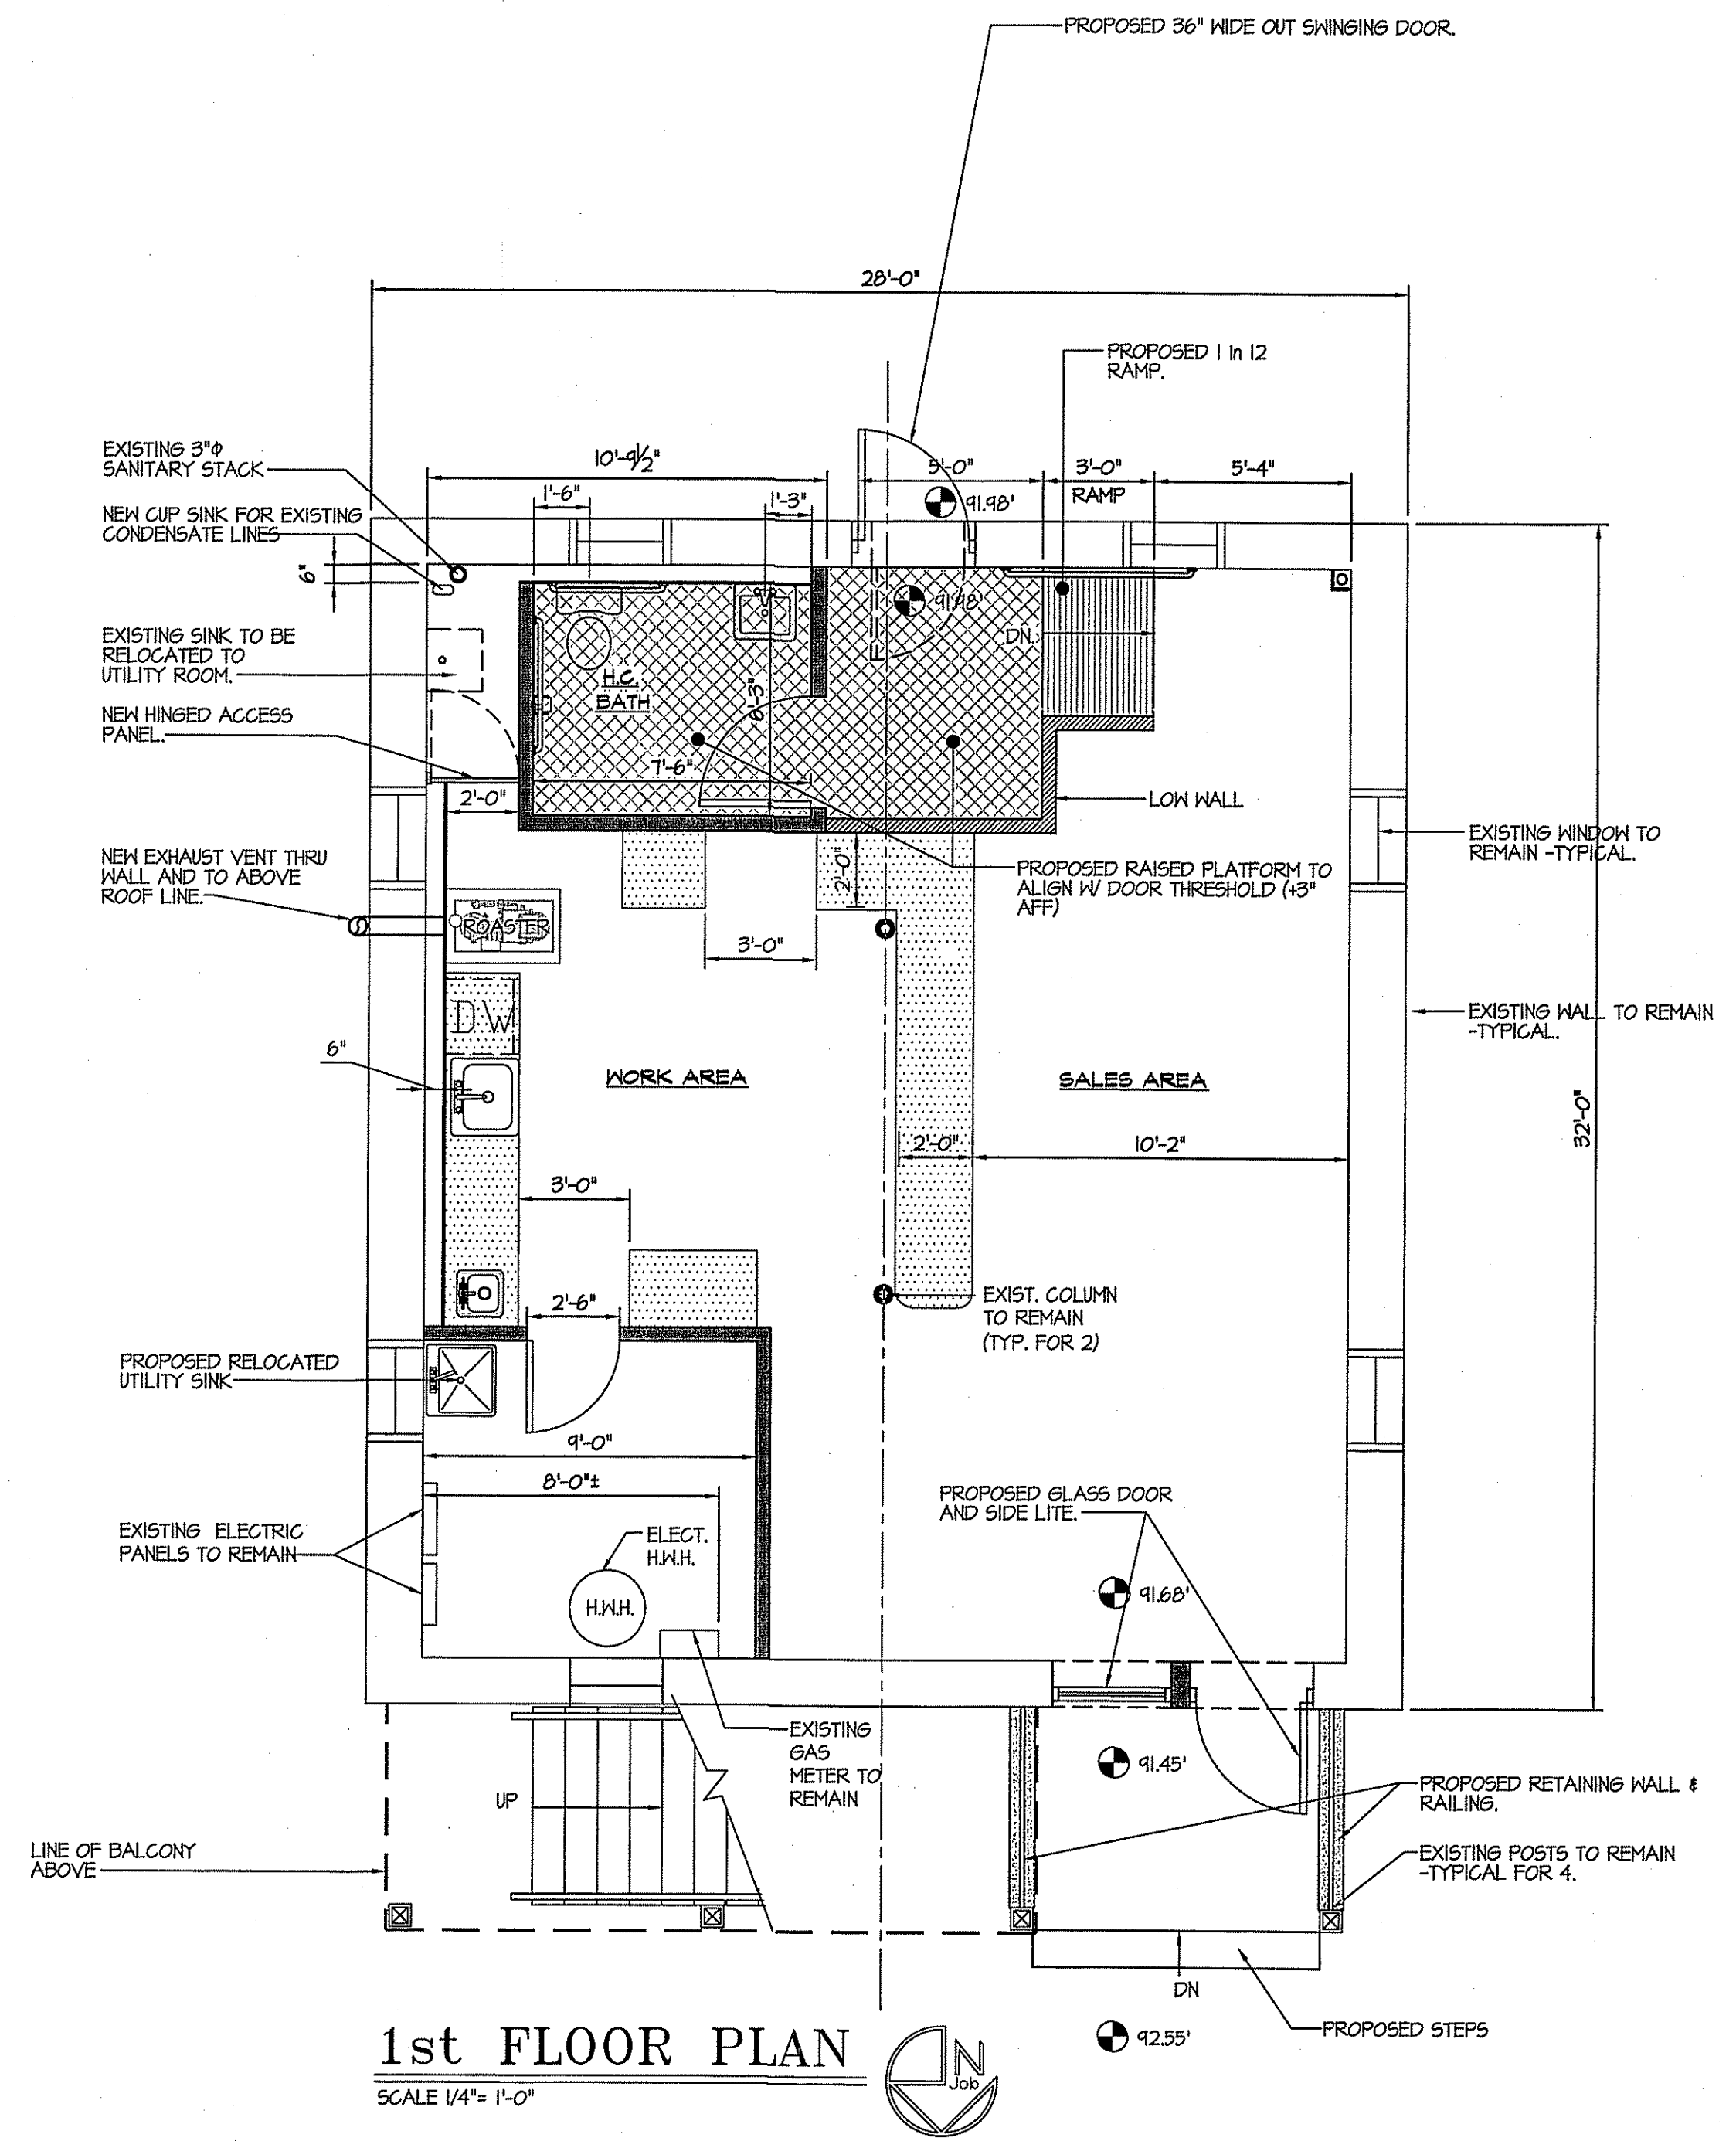 PROPOSED 36" WIDE OUT SWINGING DOOR.
28'-0"
PROPOSED 1 in 12
RAMP.
EXISTING 3"φ
SANITARY STACK
10'-9½"
5'-0"
3'-0"
RAMP
5'-4"
1'-6"
1'-3"
91.98'
NEW CUP SINK FOR EXISTING
CONDENSATE LINES
6"
91.98'
DN.
EXISTING SINK TO BE
RELOCATED TO
UTILITY ROOM.
H.C.
BATH
6'-3"
NEW HINGED ACCESS
PANEL.
7'-6"
2'-0"
LOW WALL
EXISTING WINDOW TO
REMAIN -TYPICAL.
NEW EXHAUST VENT THRU
WALL AND TO ABOVE
ROOF LINE.
2'-0"
PROPOSED RAISED PLATFORM TO
ALIGN W/ DOOR THRESHOLD (+3"
AFF)
ROASTER
3'-0"
DW
EXISTING WALL TO REMAIN
-TYPICAL.
6"
WORK AREA
SALES AREA
32'-0"
2'-0"
10'-2"
3'-0"
2'-6"
EXIST. COLUMN
TO REMAIN
(TYP. FOR 2)
PROPOSED RELOCATED
UTILITY SINK
9'-0"
8'-0"±
PROPOSED GLASS DOOR
AND SIDE LITE.
EXISTING ELECTRIC
PANELS TO REMAIN
ELECT.
H.W.H.
H.W.H.
91.68'
EXISTING
GAS
METER TO
REMAIN
91.45'
UP
PROPOSED RETAINING WALL &
RAILING.
LINE OF BALCONY
ABOVE
EXISTING POSTS TO REMAIN
-TYPICAL FOR 4.
DN
92.55'
PROPOSED STEPS
1st FLOOR PLAN
SCALE 1/4"= 1'-0"
N
Job